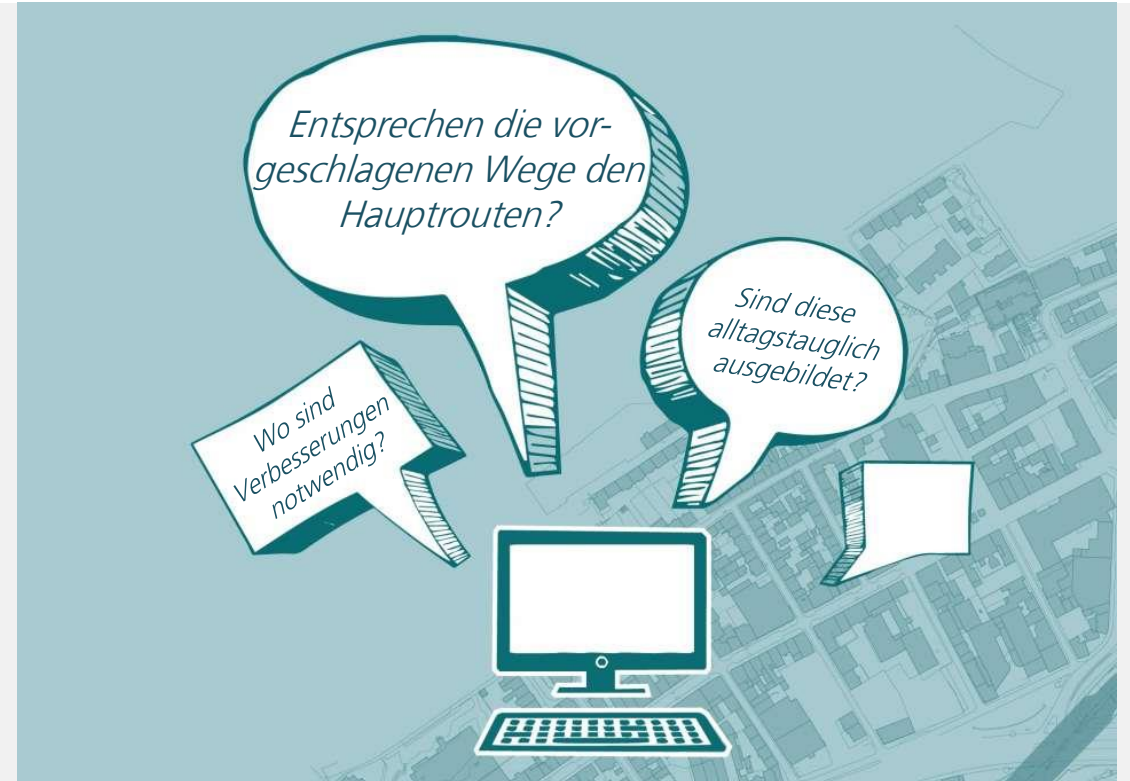 Entsprechen die vor-
geschlagenen Wege den
Hauptrouten?
Sind diese
alltagstauglich
ausgebildet?
Wo sind
Verbesserungen
notwendig?